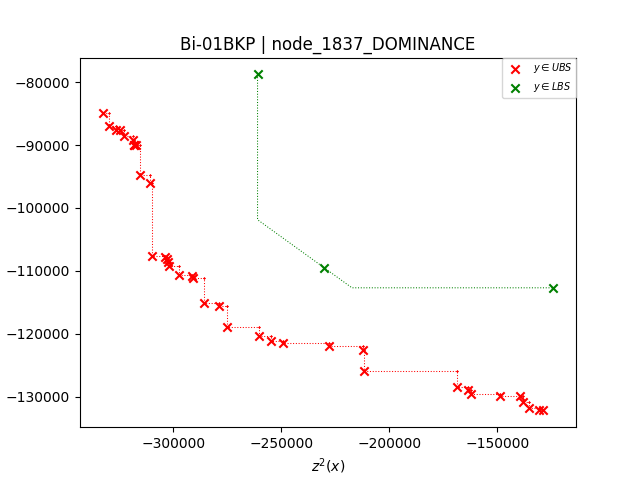 Bi-01BKP | node_1837_DOMINANCE
y ∈ UBS
y ∈ LBS
−80000
−90000
−100000
−110000
−120000
−130000
−300000
−250000
−200000
−150000
z²(x)